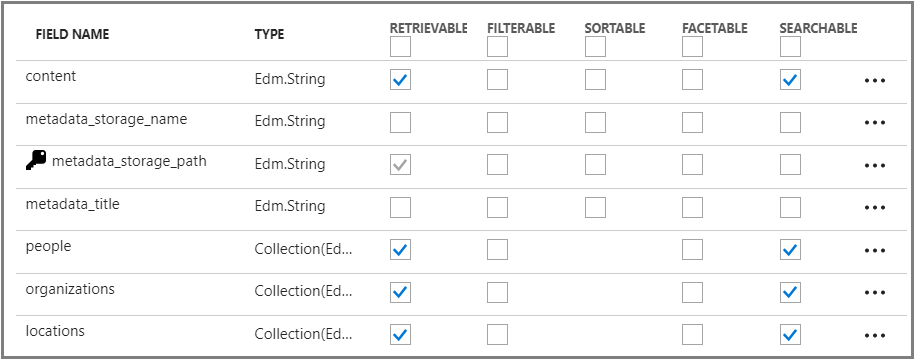 FIELD NAME TYPE RETRIEVABLE FILTERABLE SORTABLE FACETABLE SEARCHABLE
content Edm.String
metadata_storage_name Edm.String
metadata_storage_path Edm.String
metadata_title Edm.String
people Collection(Ed...
organizations Collection(Ed...
locations Collection(Ed...